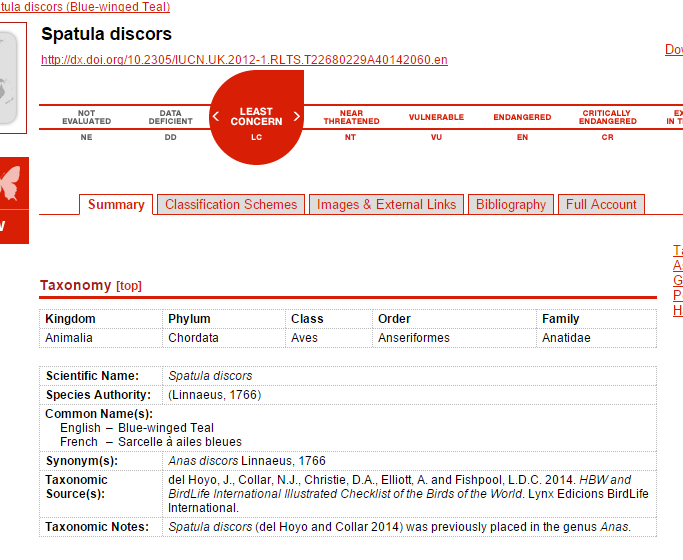 tula discors (Blue-winged Teal)
Spatula discors
http://dx.doi.org/10.2305/IUCN.UK.2012-1.RLTS.T22680229A40142060.en
Dov
NOT EVALUATED
DATA DEFICIENT
< LEAST CONCERN >
NEAR THREATENED
VULNERABLE
ENDANGERED
CRITICALLY ENDANGERED
EX
IN T
NE
DD
LC
NT
VU
EN
CR
Summary
Classification Schemes
Images & External Links
Bibliography
Full Account
Taxonomy [top]
Kingdom Phylum Class Order Family
Animalia Chordata Aves Anseriformes Anatidae
Scientific Name: Spatula discors
Species Authority: (Linnaeus, 1766)
Common Name(s):
English – Blue-winged Teal
French – Sarcelle à ailes bleues
Synonym(s): Anas discors Linnaeus, 1766
Taxonomic Source(s): del Hoyo, J., Collar, N.J., Christie, D.A., Elliott, A. and Fishpool, L.D.C. 2014. HBW and
BirdLife International Illustrated Checklist of the Birds of the World. Lynx Edicions BirdLife
International.
Taxonomic Notes: Spatula discors (del Hoyo and Collar 2014) was previously placed in the genus Anas.